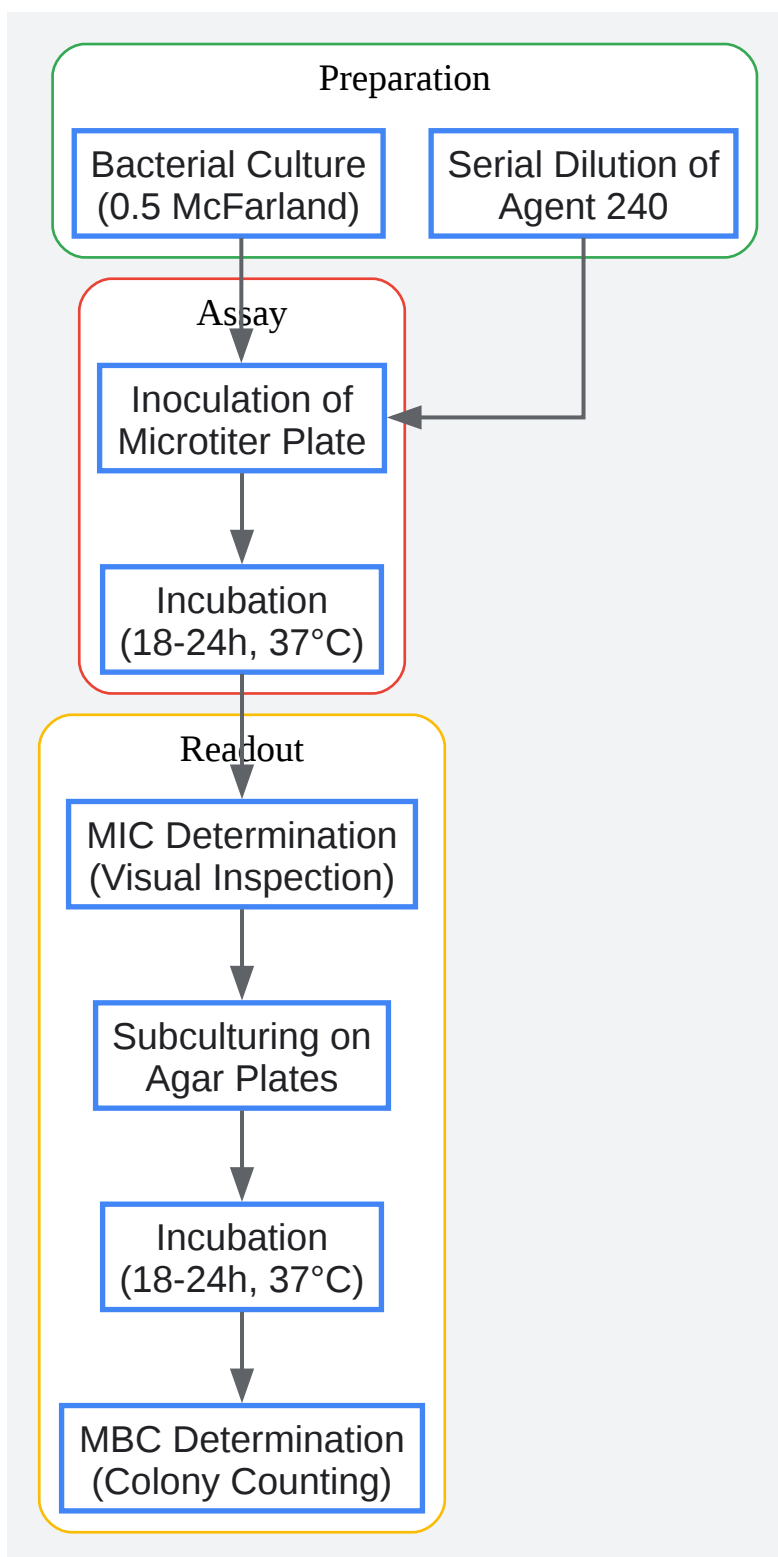 Preparation
Bacterial Culture
(0.5 McFarland)
Serial Dilution of
Agent 240
Assay
Inoculation of
Microtiter Plate
Incubation
(18-24h, 37°C)
Readout
MIC Determination
(Visual Inspection)
Subculturing on
Agar Plates
Incubation
(18-24h, 37°C)
MBC Determination
(Colony Counting)